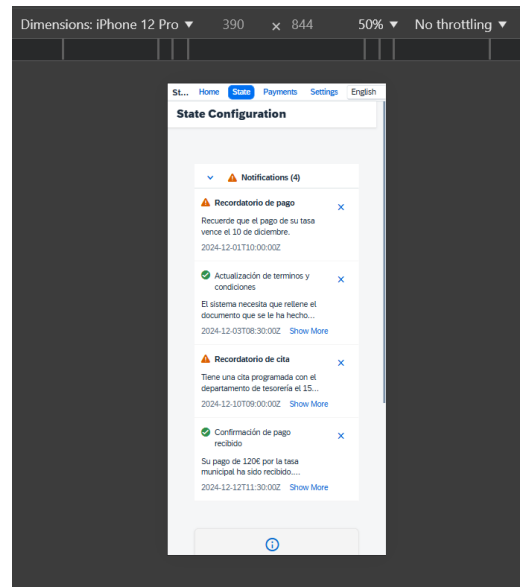 Dimensions: iPhone 12 Pro ▼ 390 × 844 50% ▼ No throttling ▼
St... Home State Payments Settings English
State Configuration
Notifications (4)
Recordatorio de pago
Recuerde que el pago de su tasa
vence el 10 de diciembre.
2024-12-01T10:00:00Z
Actualización de terminos y
condiciones
El sistema necesita que rellene el
documento que se le ha hecho...
2024-12-03T08:30:00Z Show More
Recordatorio de cita
Tiene una cita programada con el
departamento de tesorería el 15...
2024-12-10T09:00:00Z Show More
Confirmación de pago
recibido
Su pago de 120€ por la tasa
municipal ha sido recibido....
2024-12-12T11:30:00Z Show More